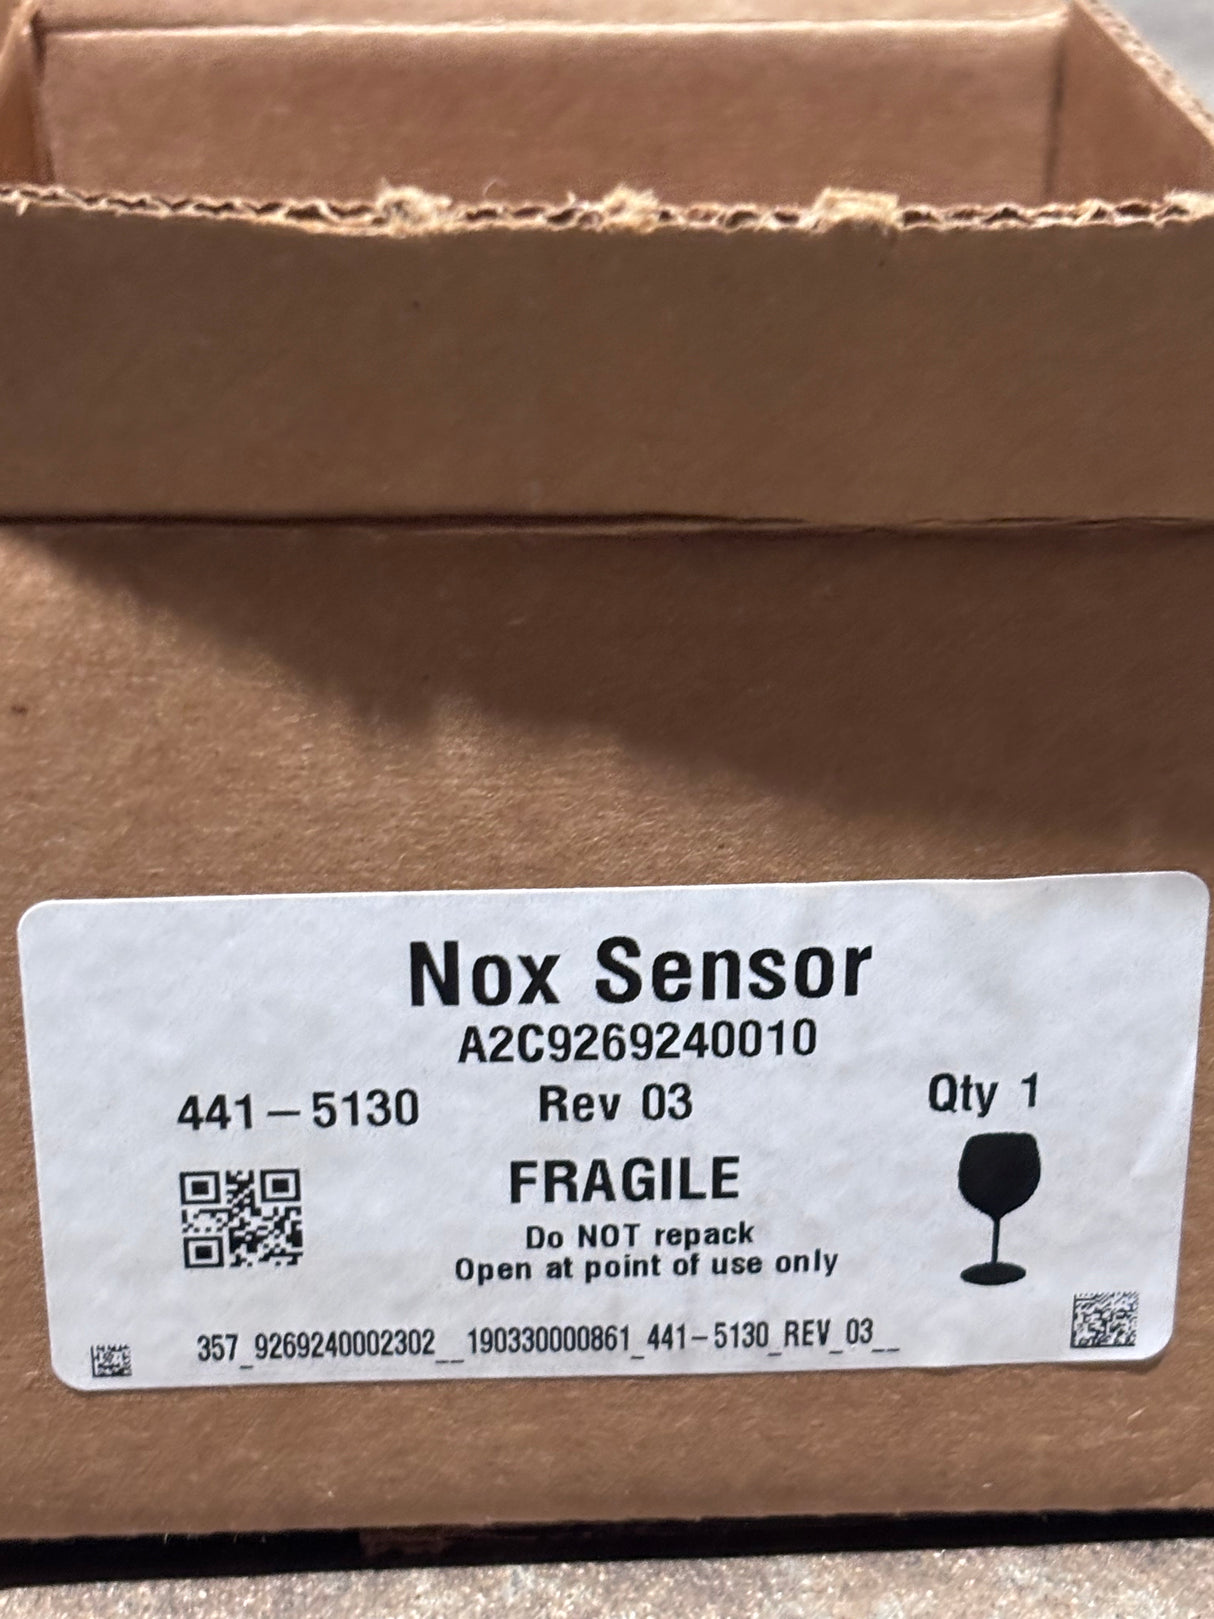 Nox Sensor
A2C9269240010
441-5130 Rev 03 Qty 1
FRAGILE
Do NOT repack
Open at point of use only
357_9269240002302__190330000861_441-5130_REV_03__